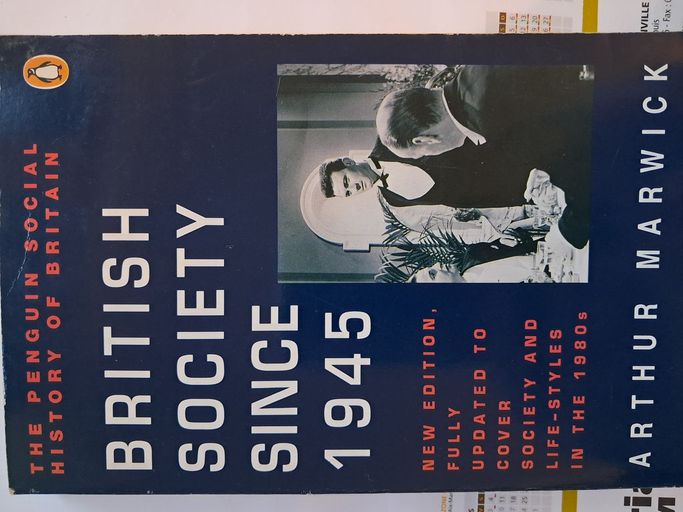 THE PENGUIN SOCIAL
HISTORY OF BRITAIN
BRITISH
SOCIETY
SINCE
1945
NEW EDITION,
FULLY
UPDATED TO
COVER
SOCIETY AND
LIFE-STYLES
IN THE 1980s
ARTHUR MARWICK